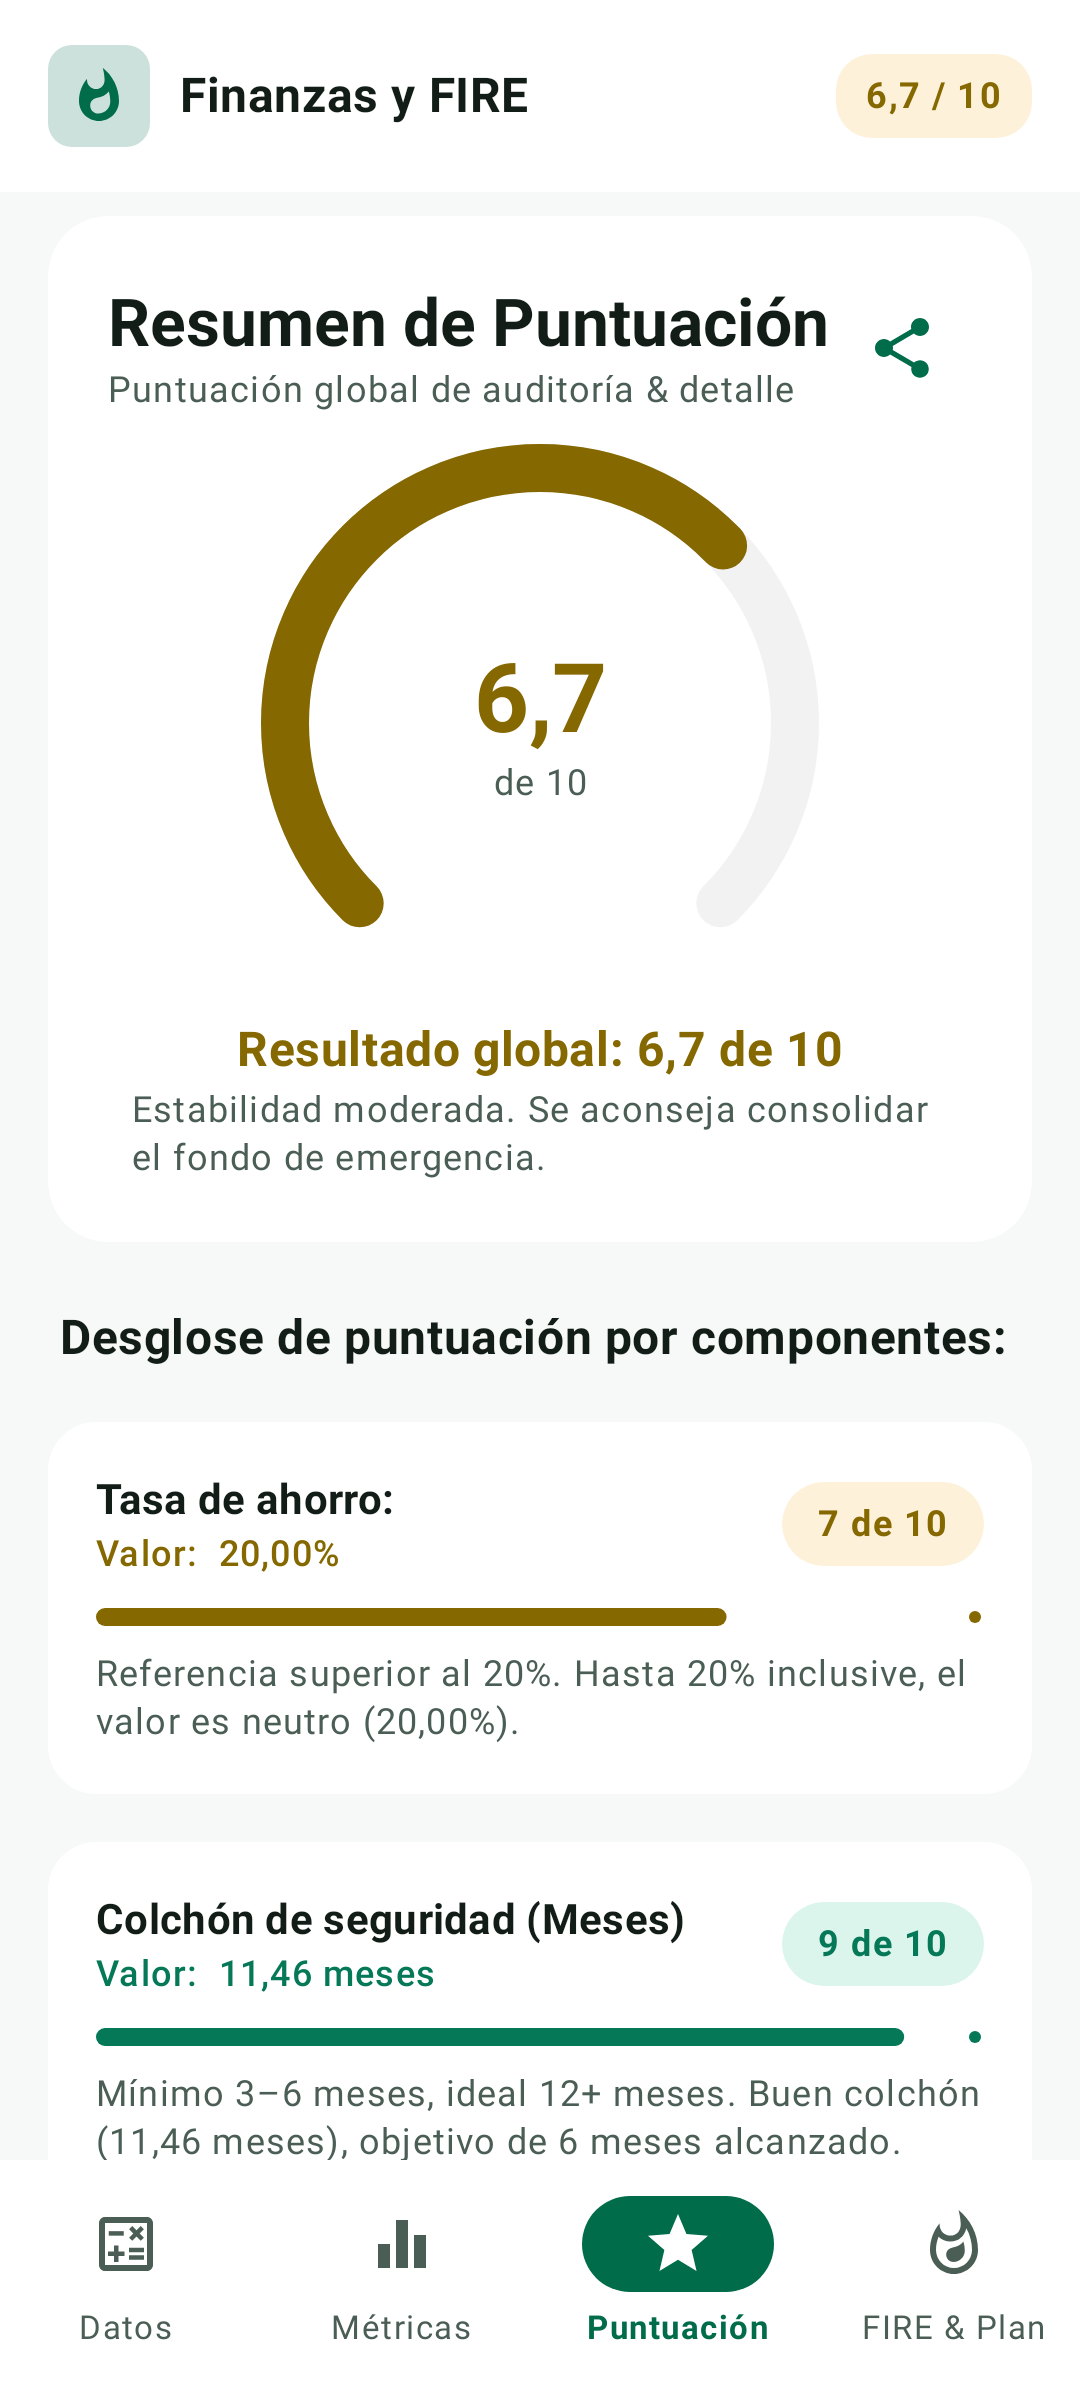 Finanzas y FIRE
6,7 / 10
Resumen de Puntuación
Puntuación global de auditoría & detalle
6,7
de 10
Resultado global: 6,7 de 10
Estabilidad moderada. Se aconseja consolidar
el fondo de emergencia.
Desglose de puntuación por componentes:
Tasa de ahorro:
Valor: 20,00%
7 de 10
Referencia superior al 20%. Hasta 20% inclusive, el
valor es neutro (20,00%).
Colchón de seguridad (Meses)
Valor: 11,46 meses
9 de 10
Mínimo 3–6 meses, ideal 12+ meses. Buen colchón
(11,46 meses), objetivo de 6 meses alcanzado.
Datos
Métricas
Puntuación
FIRE & Plan